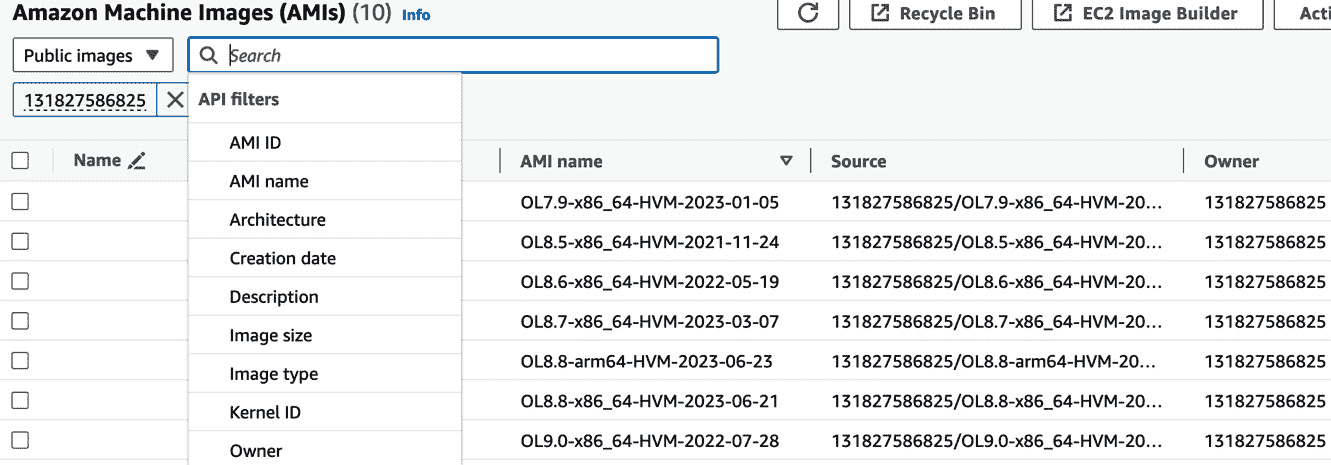 Amazon Machine Images (AMIs) (10) Info
Recycle Bin
EC2 Image Builder
Acti
Public images
Search
131827586825
API filters
AMI ID
AMI name
Architecture
Creation date
Description
Image size
Image type
Kernel ID
Owner
Name AMI name Source Owner
OL7.9-x86_64-HVM-2023-01-05 131827586825/OL7.9-x86_64-HVM-20... 131827586825
OL8.5-x86_64-HVM-2021-11-24 131827586825/OL8.5-x86_64-HVM-20... 131827586825
OL8.6-x86_64-HVM-2022-05-19 131827586825/OL8.6-x86_64-HVM-20... 131827586825
OL8.7-x86_64-HVM-2023-03-07 131827586825/OL8.7-x86_64-HVM-20... 131827586825
OL8.8-arm64-HVM-2023-06-23 131827586825/OL8.8-arm64-HVM-20... 131827586825
OL8.8-x86_64-HVM-2023-06-21 131827586825/OL8.8-x86_64-HVM-20... 131827586825
OL9.0-x86_64-HVM-2022-07-28 131827586825/OL9.0-x86_64-HVM-20... 131827586825